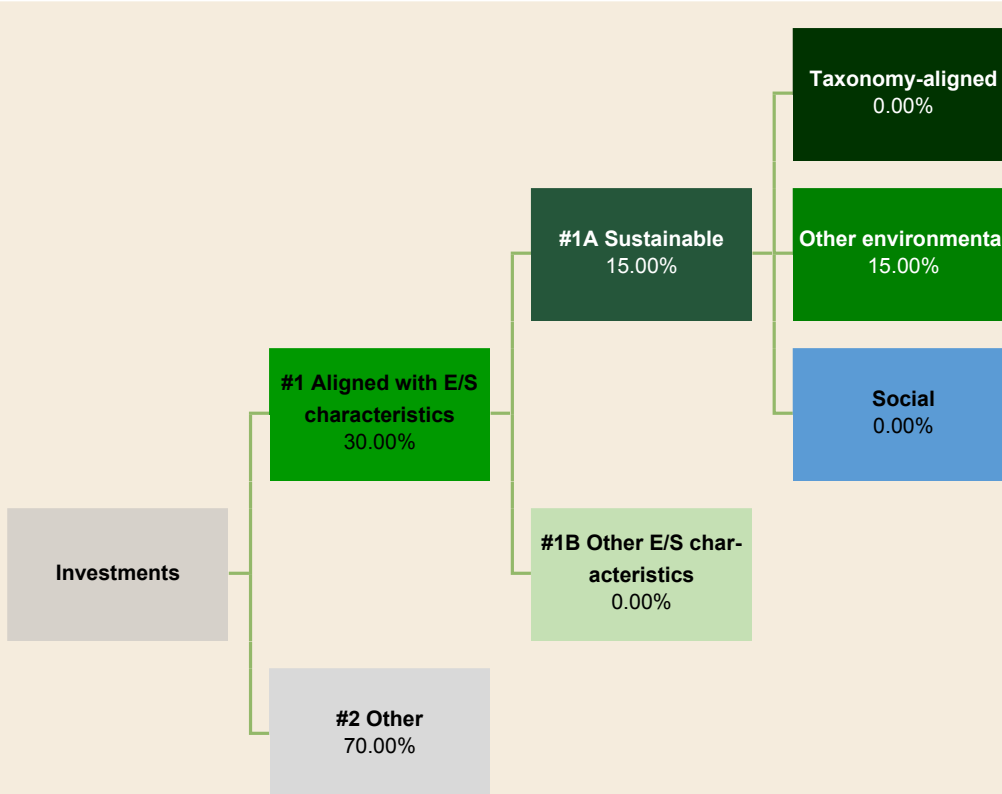 Taxonomy-aligned
0.00%
#1A Sustainable
15.00%
Other environmenta
15.00%
#1 Aligned with E/S
characteristics
30.00%
Social
0.00%
Investments
#1B Other E/S char-
acteristics
0.00%
#2 Other
70.00%